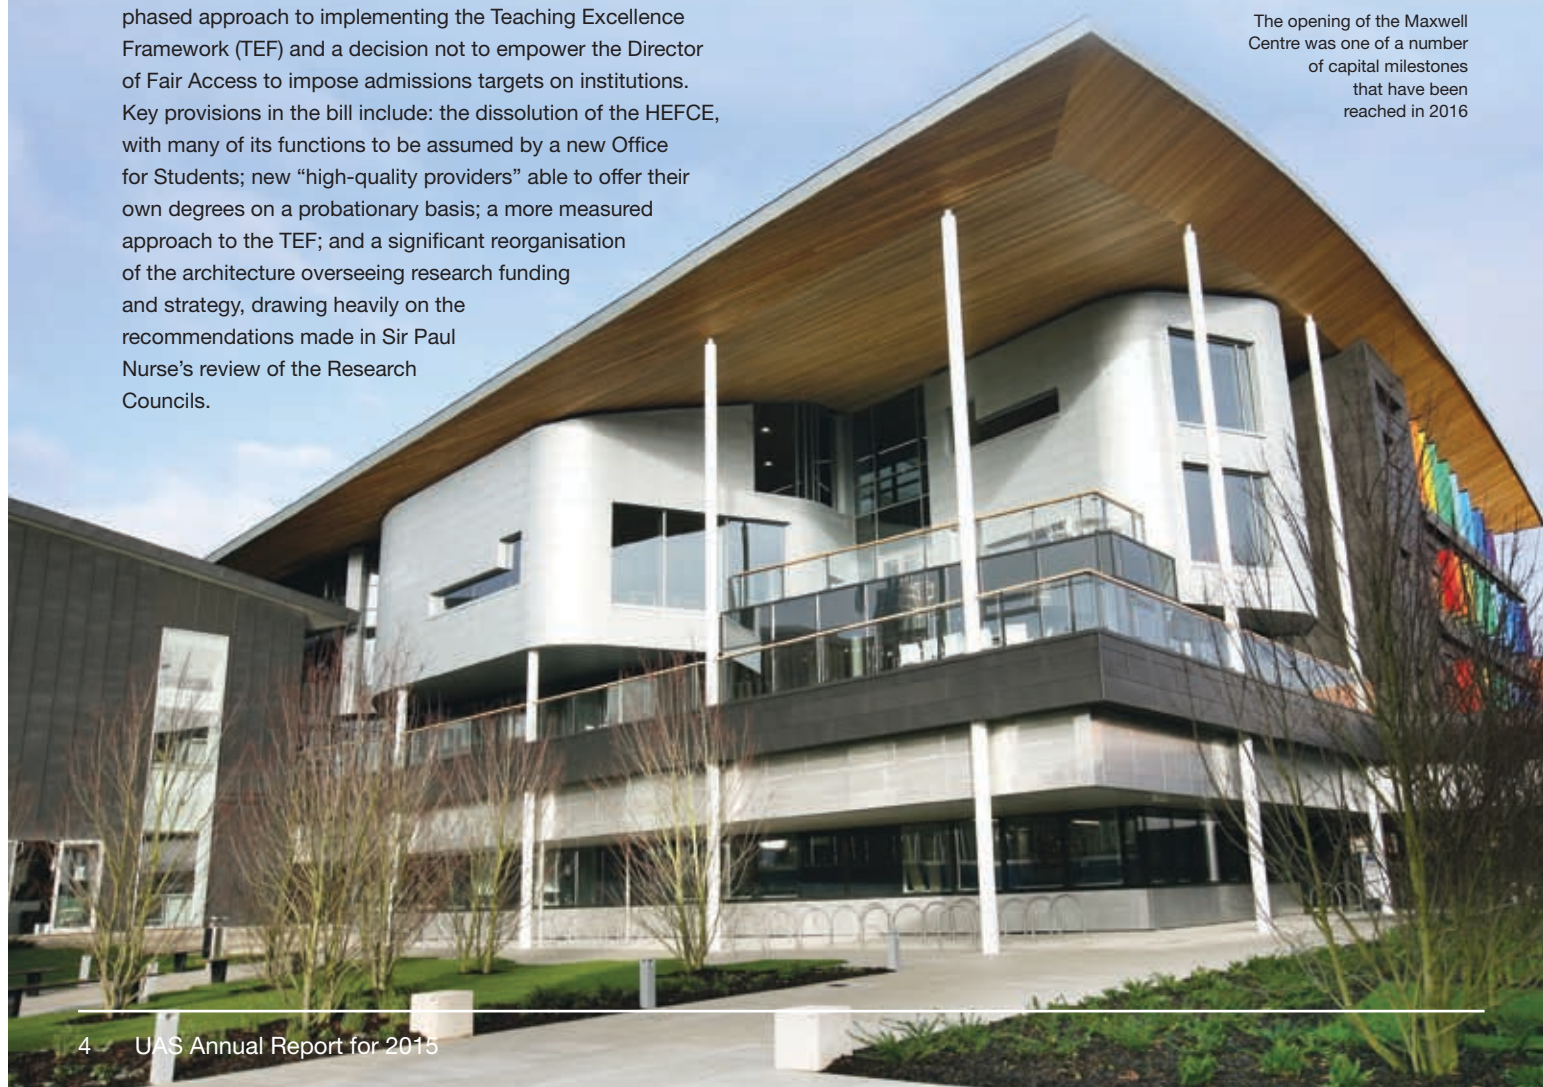 phased approach to implementing the Teaching Excellence
Framework (TEF) and a decision not to empower the Director
of Fair Access to impose admissions targets on institutions.
Key provisions in the bill include: the dissolution of the HEFCE,
with many of its functions to be assumed by a new Office
for Students; new “high-quality providers” able to offer their
own degrees on a probationary basis; a more measured
approach to the TEF; and a significant reorganisation
of the architecture overseeing research funding
and strategy, drawing heavily on the
recommendations made in Sir Paul
Nurse’s review of the Research
Councils.
The opening of the Maxwell
Centre was one of a number
of capital milestones
that have been
reached in 2016
4 UAS Annual Report for 2015